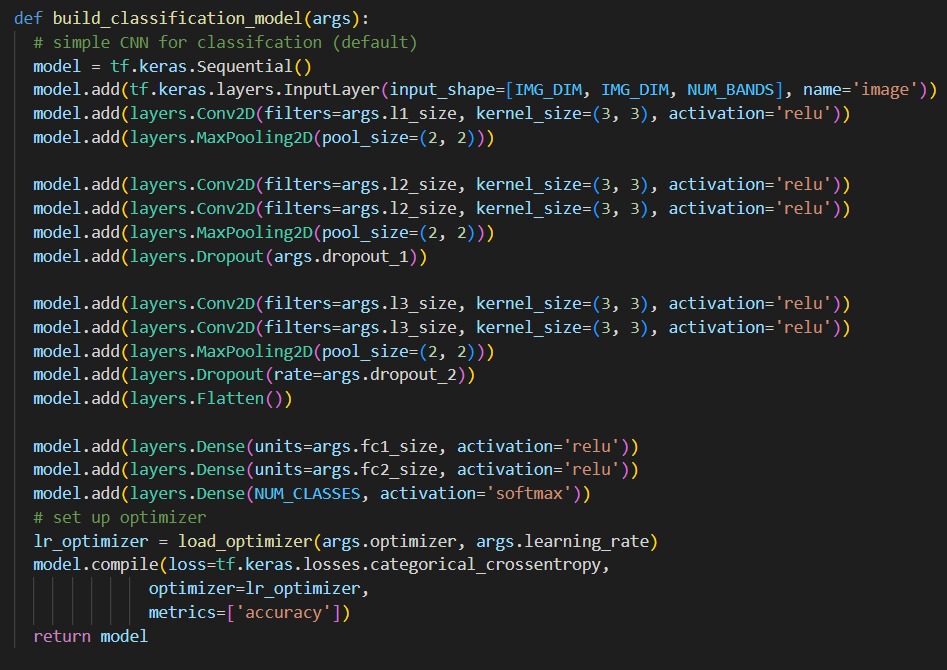 def build_classification_model(args):
  # simple CNN for classifcation (default)
  model = tf.keras.Sequential()
  model.add(tf.keras.layers.InputLayer(input_shape=[IMG_DIM, IMG_DIM, NUM_BANDS], name='image'))
  model.add(layers.Conv2D(filters=args.l1_size, kernel_size=(3, 3), activation='relu'))
  model.add(layers.MaxPooling2D(pool_size=(2, 2)))

  model.add(layers.Conv2D(filters=args.l2_size, kernel_size=(3, 3), activation='relu'))
  model.add(layers.Conv2D(filters=args.l2_size, kernel_size=(3, 3), activation='relu'))
  model.add(layers.MaxPooling2D(pool_size=(2, 2)))
  model.add(layers.Dropout(args.dropout_1))

  model.add(layers.Conv2D(filters=args.l3_size, kernel_size=(3, 3), activation='relu'))
  model.add(layers.Conv2D(filters=args.l3_size, kernel_size=(3, 3), activation='relu'))
  model.add(layers.MaxPooling2D(pool_size=(2, 2)))
  model.add(layers.Dropout(rate=args.dropout_2))
  model.add(layers.Flatten())

  model.add(layers.Dense(units=args.fc1_size, activation='relu'))
  model.add(layers.Dense(units=args.fc2_size, activation='relu'))
  model.add(layers.Dense(NUM_CLASSES, activation='softmax'))
  # set up optimizer
  lr_optimizer = load_optimizer(args.optimizer, args.learning_rate)
  model.compile(loss=tf.keras.losses.categorical_crossentropy,
              optimizer=lr_optimizer,
              metrics=['accuracy'])
  return model